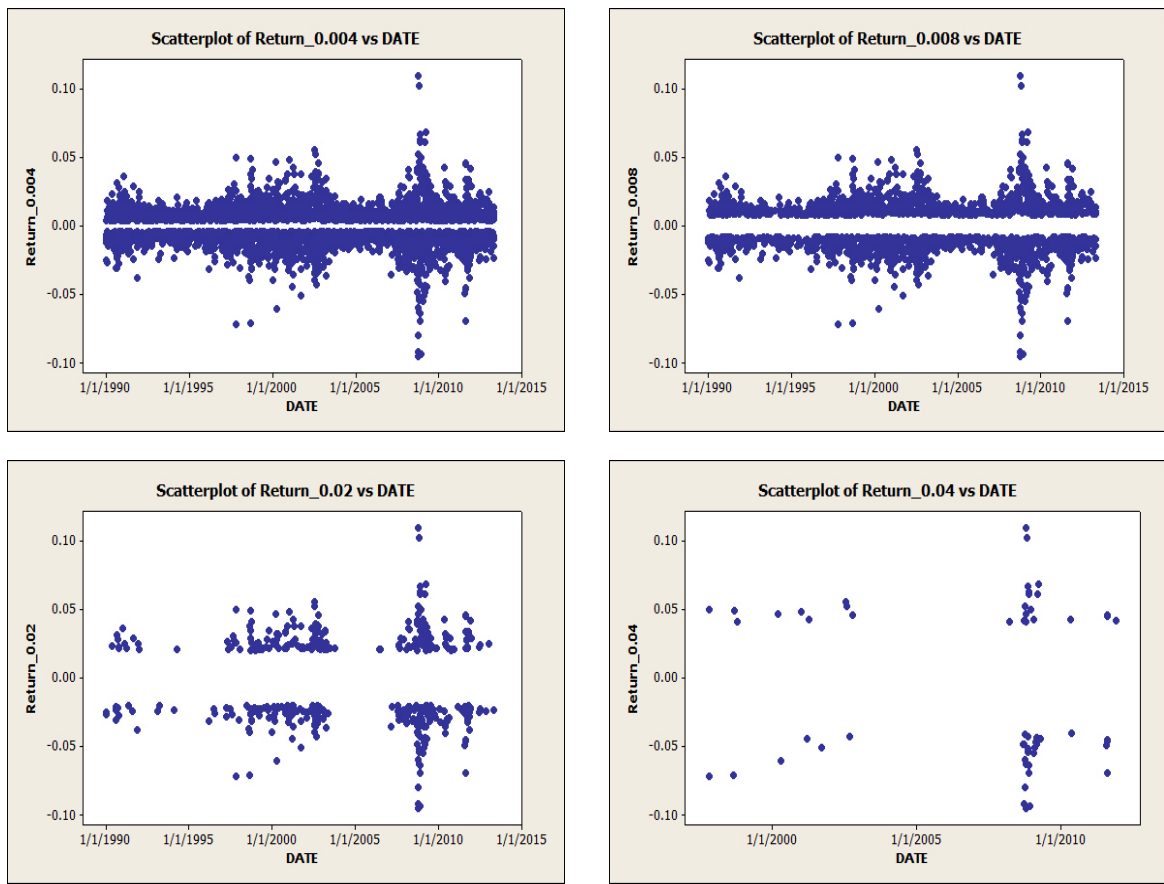 Scatterplot of Return_0.004 vs DATE
0.10
0.05
0.00
-0.05
-0.10
Return_0.004
1/1/1990 1/1/1995 1/1/2000 1/1/2005 1/1/2010 1/1/2015
DATE
Scatterplot of Return_0.008 vs DATE
0.10
0.05
0.00
-0.05
-0.10
Return_0.008
1/1/1990 1/1/1995 1/1/2000 1/1/2005 1/1/2010 1/1/2015
DATE
Scatterplot of Return_0.02 vs DATE
0.10
0.05
0.00
-0.05
-0.10
Return_0.02
1/1/1990 1/1/1995 1/1/2000 1/1/2005 1/1/2010 1/1/2015
DATE
Scatterplot of Return_0.04 vs DATE
0.10
0.05
0.00
-0.05
-0.10
Return_0.04
1/1/2000 1/1/2005 1/1/2010
DATE